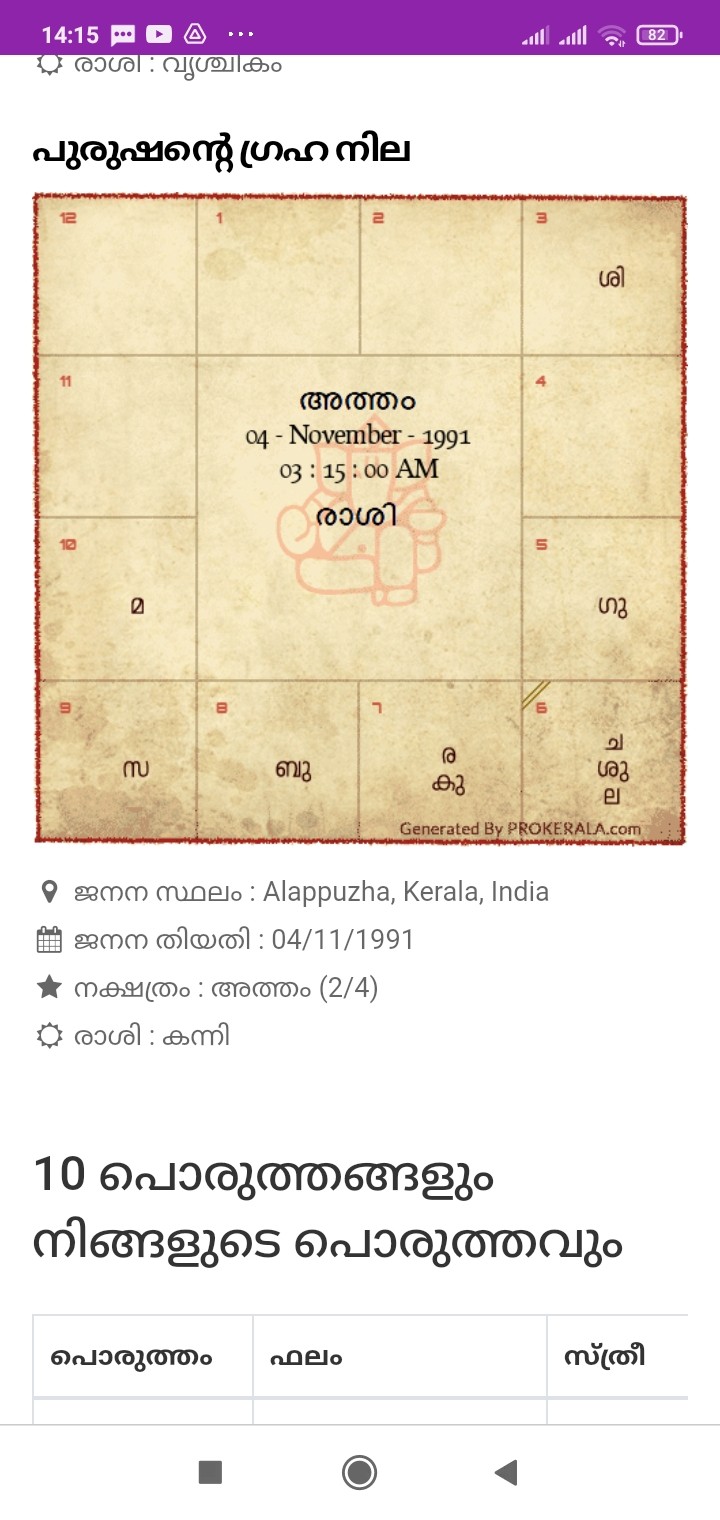 14:15
82
രാശി : വൃശ്ചികം
പുരുഷന്റെ ഗ്രഹ നില
12
1
2
3
ശി
11
4
അത്തം
04 - November - 1991
03 : 15 : 00 AM
രാശി
10
മ
5
ഗു
9
സ
8
ബു
7
ര
കു
6
ച
ശു
ല
Generated By PROKERALA.com
ജനന സ്ഥലം : Alappuzha, Kerala, India
ജനന തിയതി : 04/11/1991
നക്ഷത്രം : അത്തം (2/4)
രാശി : കന്നി
10 പൊരുത്തങ്ങളും
നിങ്ങളുടെ പൊരുത്തവും
പൊരുത്തം ഫലം സ്ത്രീ